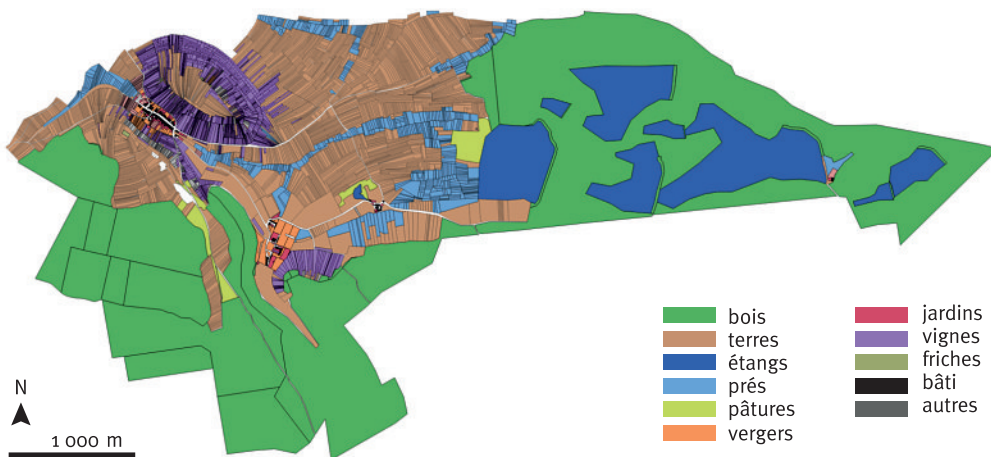 N
1 000 m
bois
terres
étangs
prés
pâtures
vergers
jardins
vignes
friches
bâti
autres